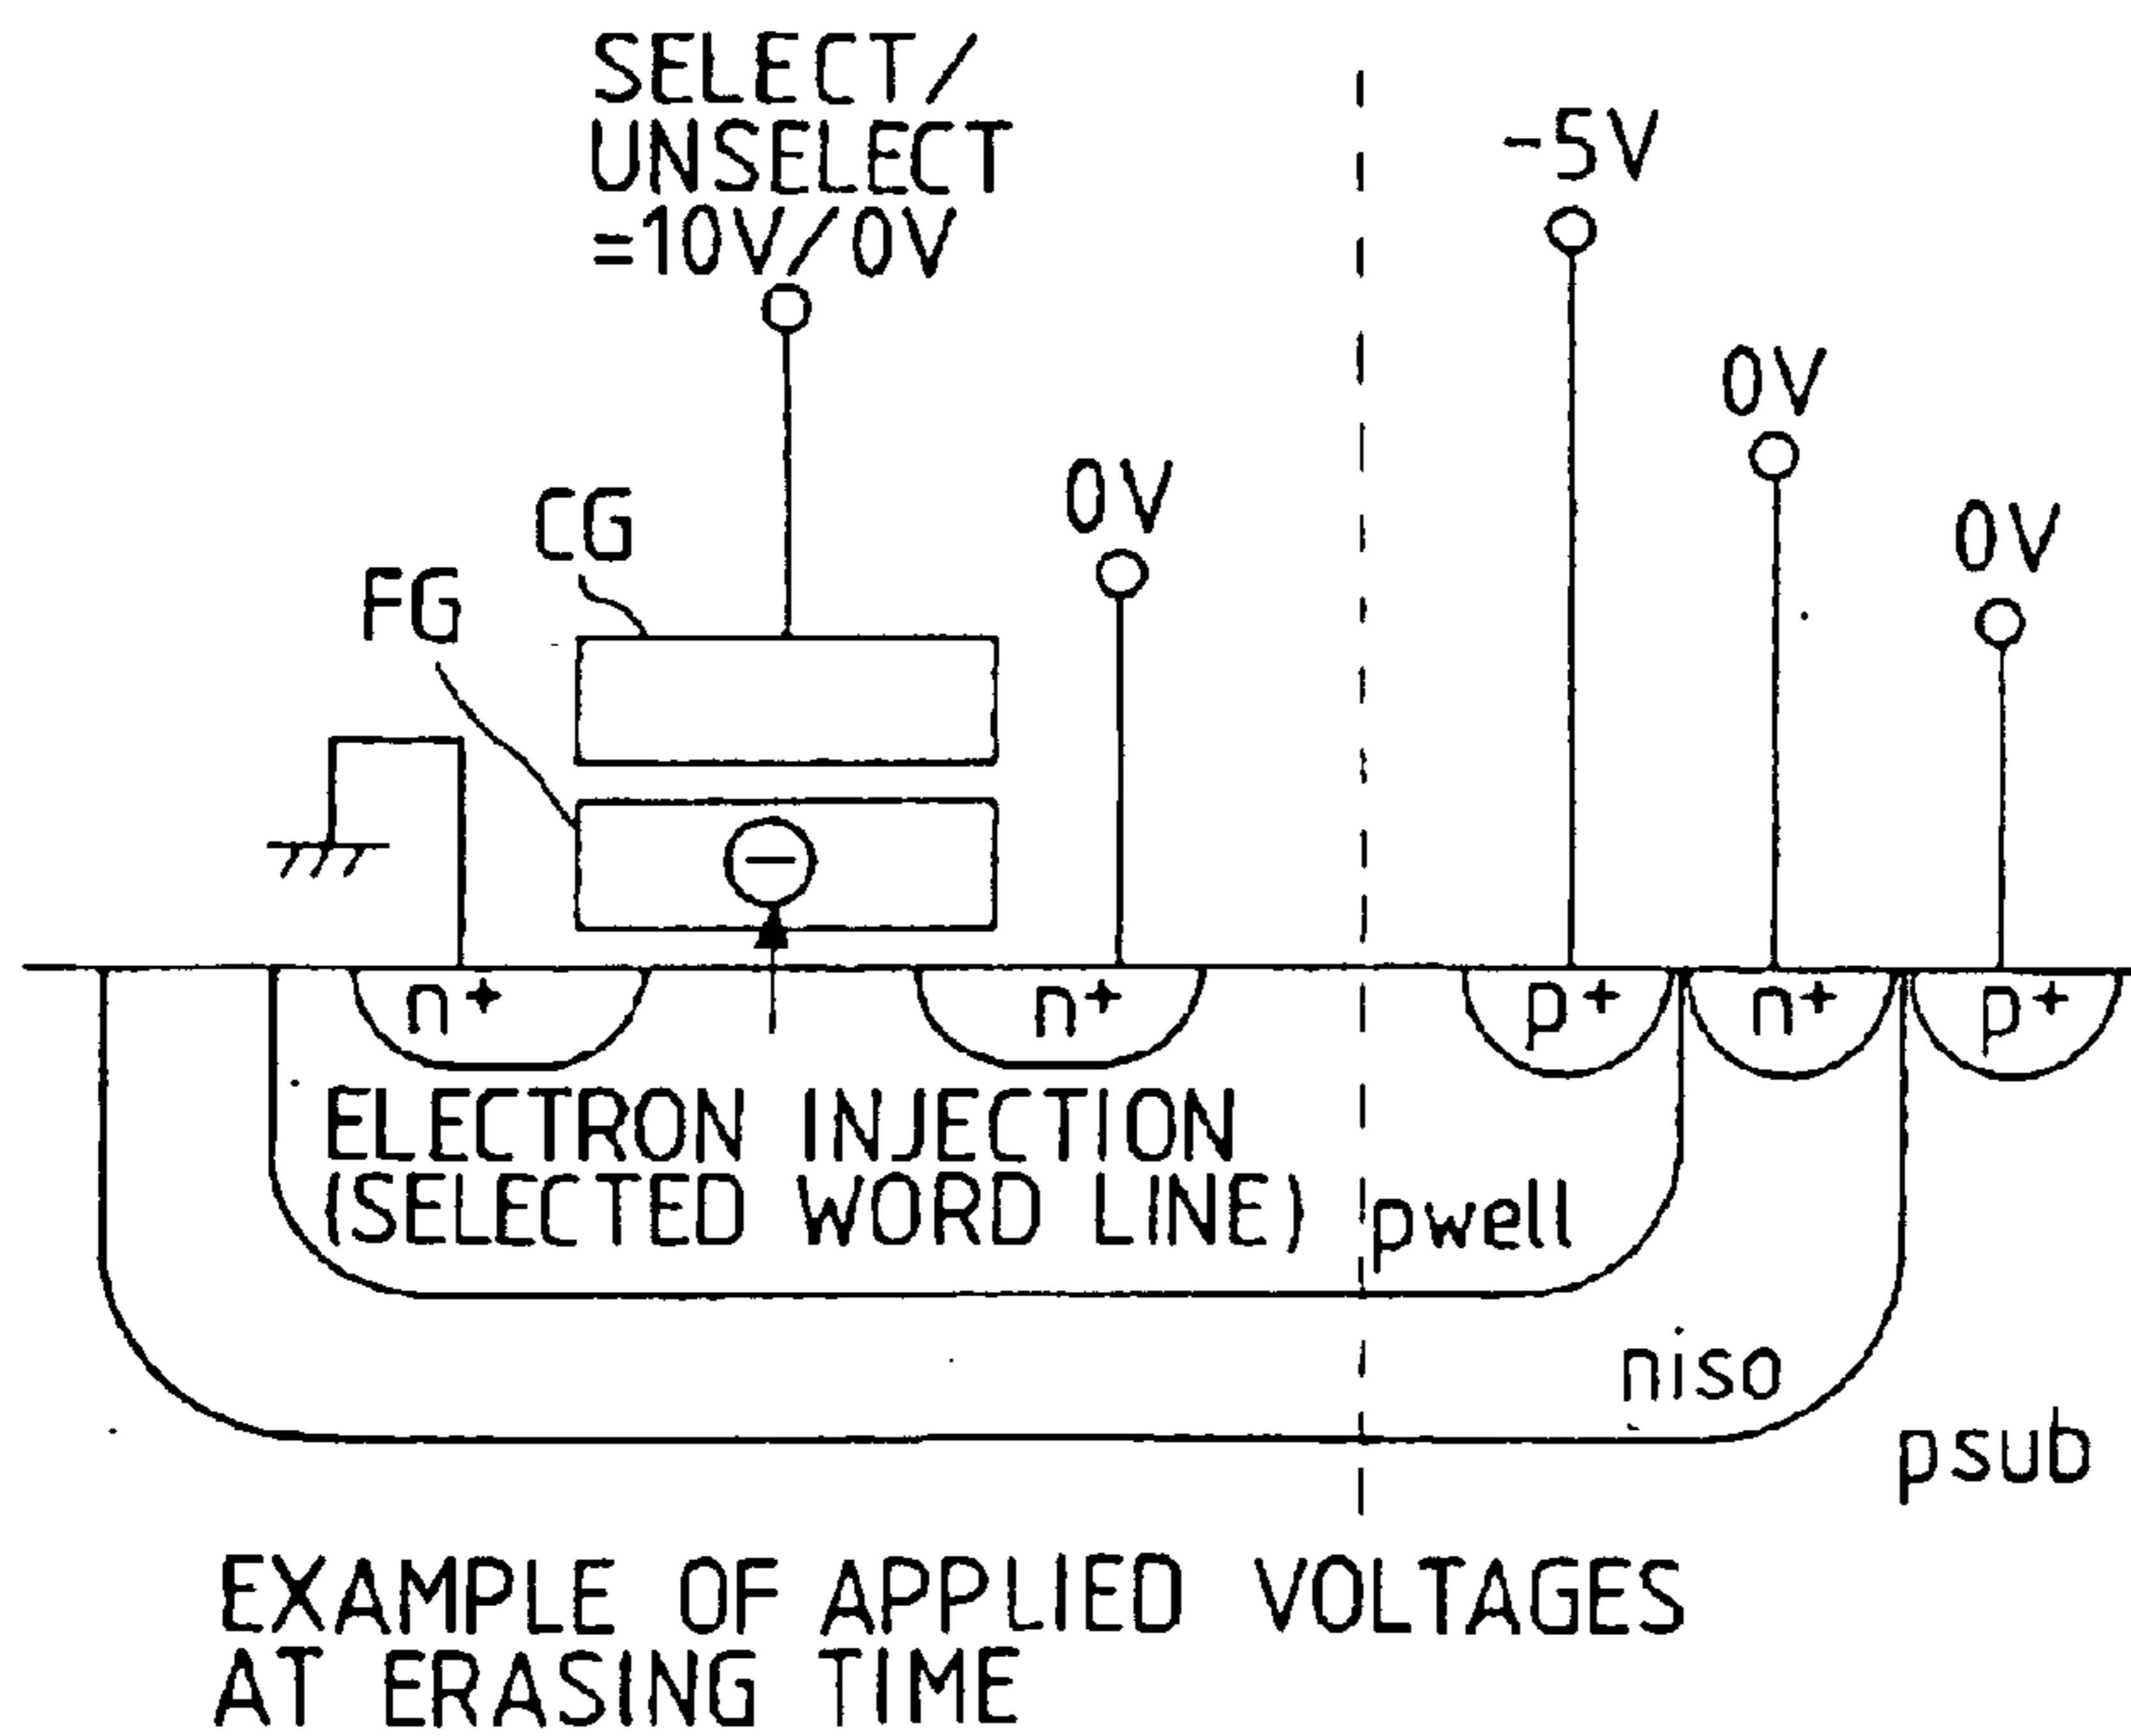 SELECT/
UNSELECT
=10V/0V
-5V
0V
0V
0V
CG
FG
n+
n+
p+
n+
p+
ELECTRON INJECTION
(SELECTED WORD LINE)
pwell
niso
psub
EXAMPLE OF APPLIED VOLTAGES
AT ERASING TIME